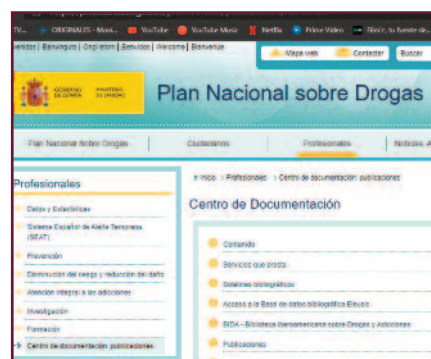 TV... ORIGINALES - Movi... YouTube YouTube Music Netflix Prime Video
Benvinguts | Ongi etorri | Benvidos | Welcome | Bienvenue
Mapa web Contactar Buscar
GOBIERNO DE ESPAÑA MINISTERIO DE SANIDAD
Plan Nacional sobre Drogas
Plan Nacional Sobre Drogas Ciudadanos Profesionales Noticias, A
Inicio > Profesionales > Centro de documentación: publicaciones
Profesionales
Datos y Estadísticas
Sistema Español de Alerta Temprana
(SEAT)
Prevención
Disminución del riesgo y reducción del daño
Atención integral a las adicciones
Investigación
Formación
Centro de documentación: publicaciones
Centro de Documentación
Contenido
Servicios que presta
Boletines bibliográficos
Acceso a la Base de datos bibliográfica Eleusis
BIDA - Biblioteca Iberoamericana sobre Drogas y Adicciones
Publicaciones